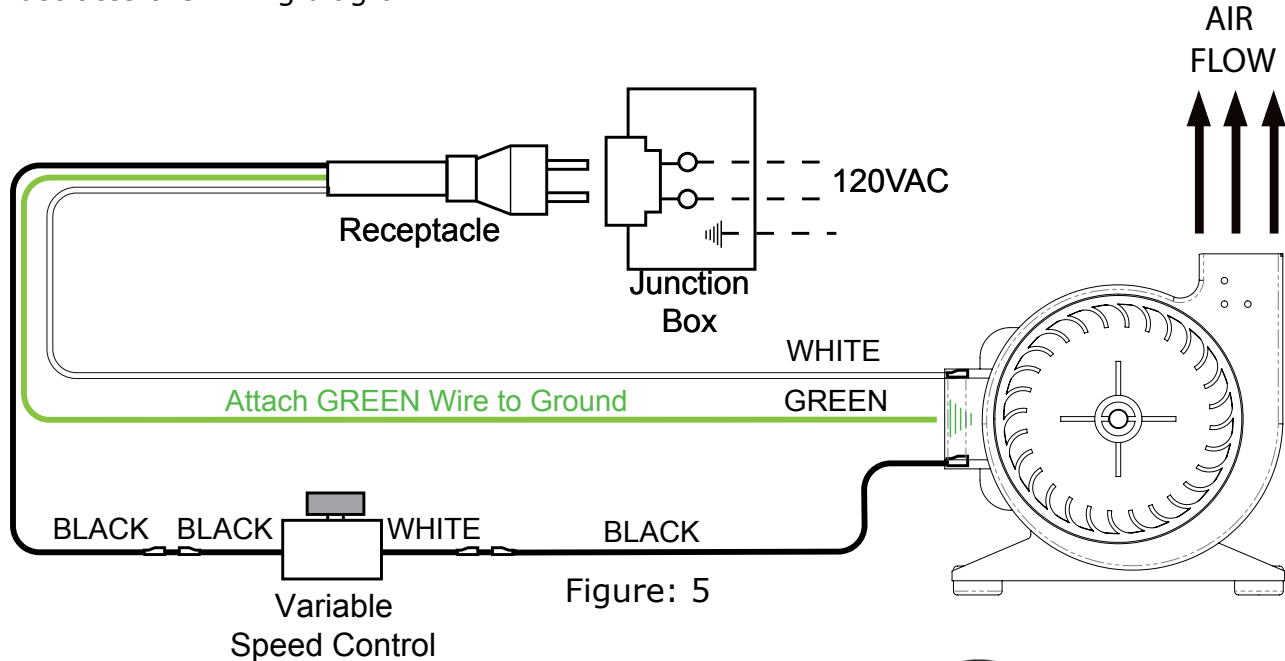 AIR
FLOW
120VAC
Receptacle
Junction
Box
WHITE
Attach GREEN Wire to Ground
GREEN
BLACK
BLACK
WHITE
BLACK
Figure: 5
Variable
Speed Control